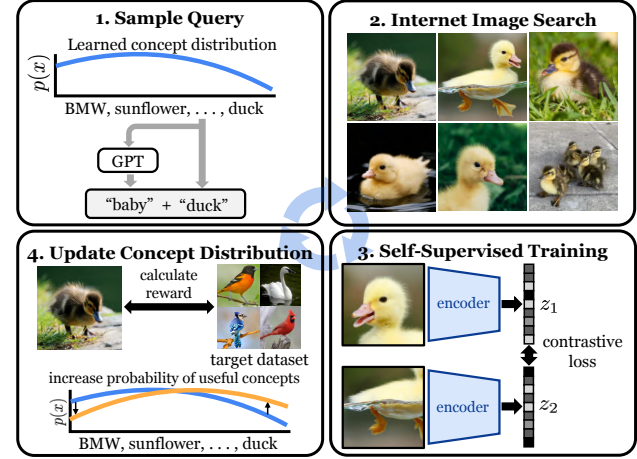 1. Sample Query
Learned concept distribution
p(x)
BMW, sunflower, . . . , duck
GPT
“baby” + “duck”
2. Internet Image Search
4. Update Concept Distribution
calculate
reward
target dataset
increase probability of useful concepts
p(x)
BMW, sunflower, . . . , duck
3. Self-Supervised Training
encoder
z1
contrastive
loss
encoder
z2